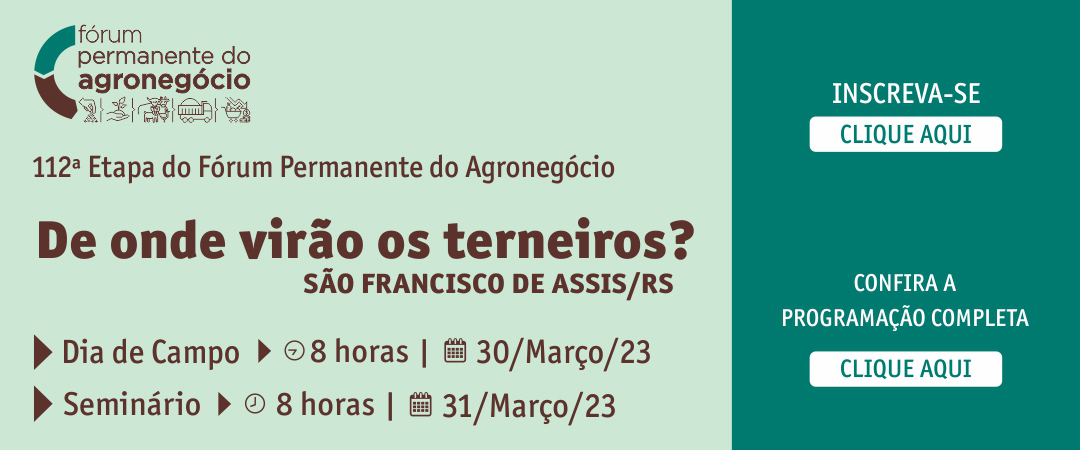 fórum
permanente do
agronegócio
112ª Etapa do Fórum Permanente do Agronegócio
De onde virão os terneiros?
SÃO FRANCISCO DE ASSIS/RS
Dia de Campo 8 horas | 30/Março/23
Seminário 8 horas | 31/Março/23
INSCREVA-SE
CLIQUE AQUI
CONFIRA A
PROGRAMAÇÃO COMPLETA
CLIQUE AQUI